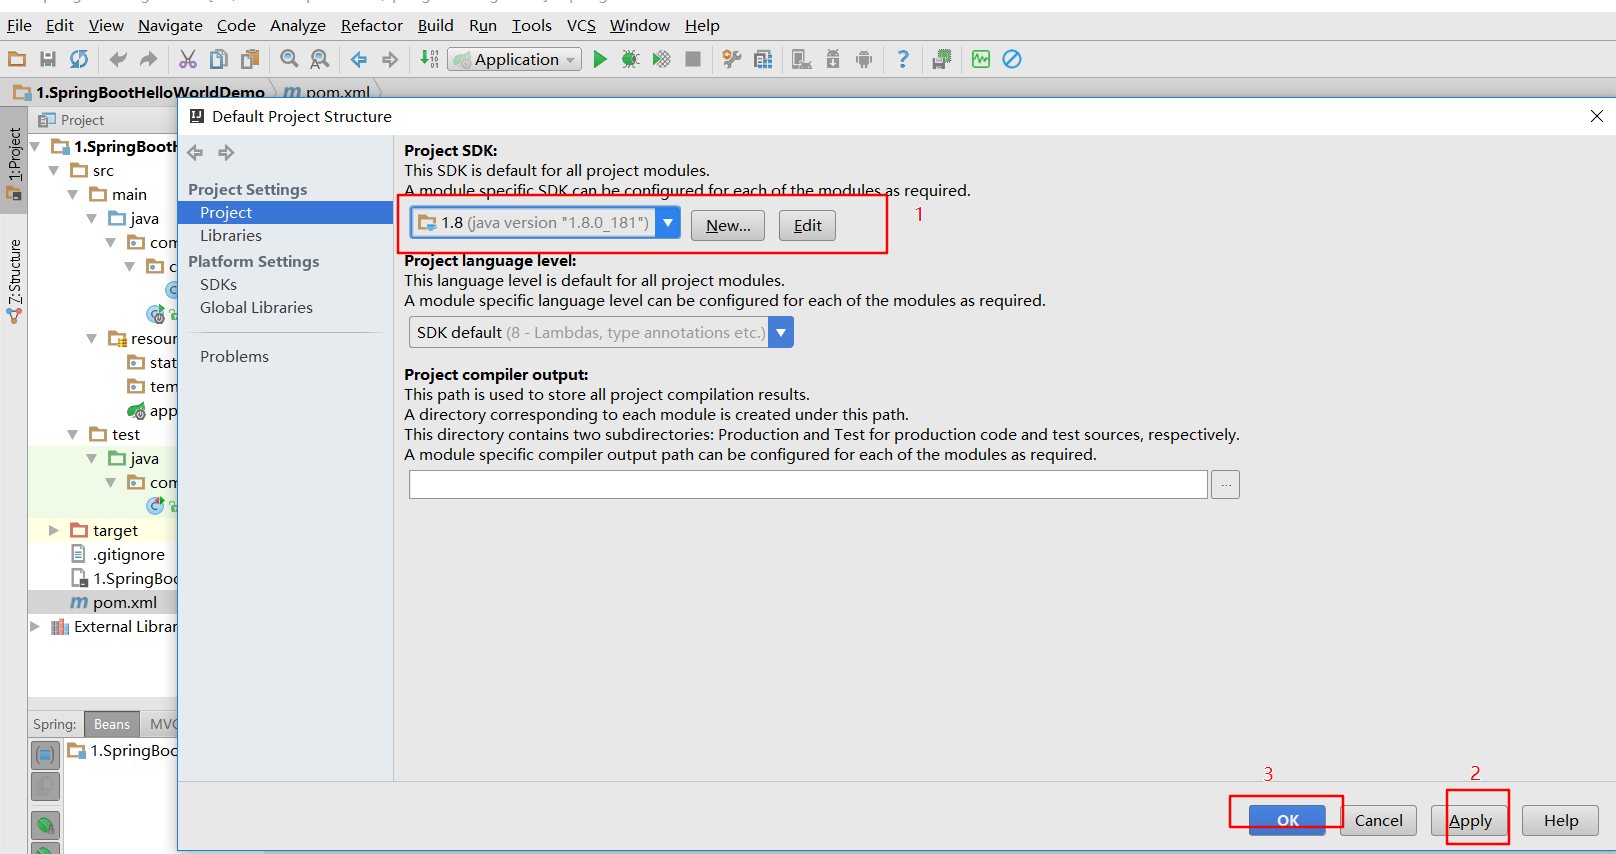 File Edit View Navigate Code Analyze Refactor Build Run Tools VCS Window Help
Application
1.SpringBootHelloWorldDemo pom.xml
Project
Default Project Structure
1: Project
7: Structure
1.SpringBootH
src
main
java
com
c
resour
stat
tem
app
test
java
com
target
.gitignore
1.SpringBoo
pom.xml
External Librar
Spring: Beans MVC
1.SpringBoo
Project Settings
Project
Libraries
Platform Settings
SDKs
Global Libraries
Problems
Project SDK:
This SDK is default for all project modules.
A module specific SDK can be configured for each of the modules as required.
1.8 (java version "1.8.0_181") New... Edit
1
Project language level:
This language level is default for all project modules.
A module specific language level can be configured for each of the modules as required.
SDK default (8 - Lambdas, type annotations etc.)
Project compiler output:
This path is used to store all project compilation results.
A directory corresponding to each module is created under this path.
This directory contains two subdirectories: Production and Test for production code and test sources, respectively.
A module specific compiler output path can be configured for each of the modules as required.
...
3 2
OK Cancel Apply Help